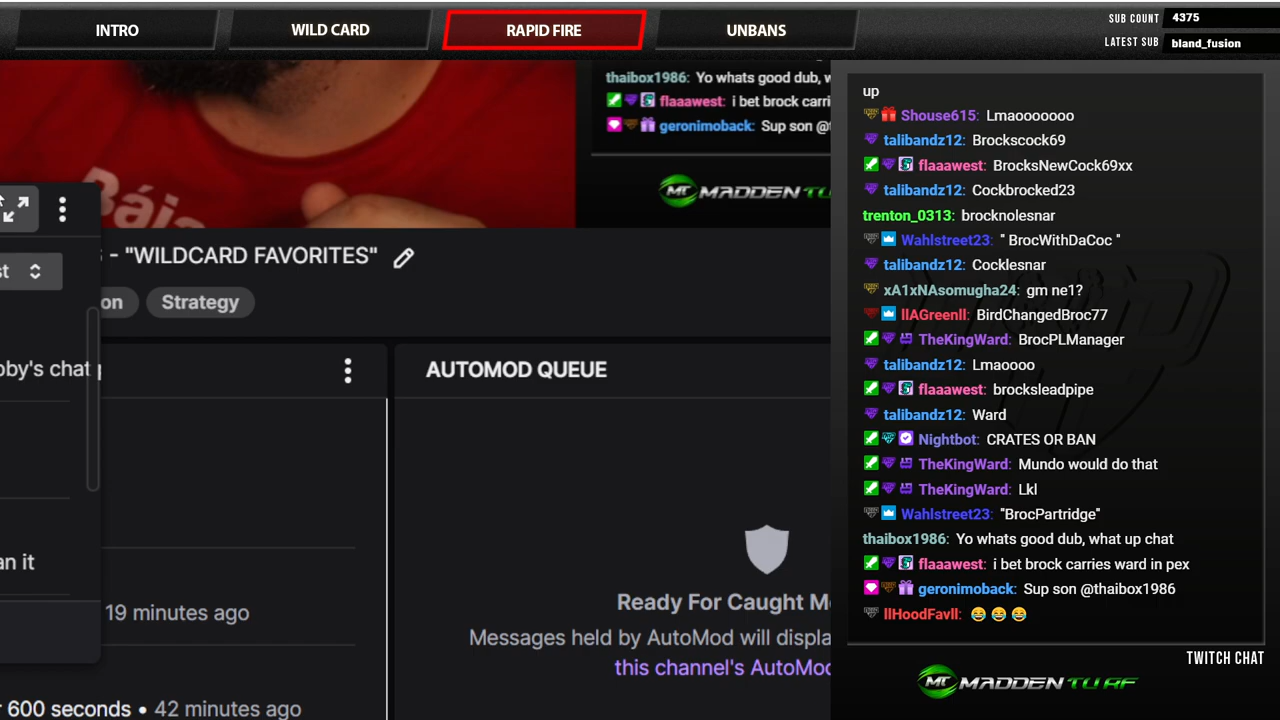 INTRO
WILD CARD
RAPID FIRE
UNBANS
SUB COUNT 4375
LATEST SUB bland_fusion
thaibox1986: Yo whats good dub, w
flaaawest: i bet brock carri
geronimoback: Sup son @t
MT MADDEN TU
Bája
- "WILDCARD FAVORITES"
st
on
Strategy
bby's chat p
AUTOMOD QUEUE
an it
19 minutes ago
Ready For Caught M
Messages held by AutoMod will displa
this channel's AutoMod
r 600 seconds • 42 minutes ago
up
Shouse615: Lmaooooooo
talibandz12: Brockscock69
flaaawest: BrocksNewCock69xx
talibandz12: Cockbrocked23
trenton_0313: brocknolesnar
Wahlstreet23: " BrocWithDaCoc "
talibandz12: Cocklesnar
xA1xNAsomugha24: gm ne1?
llAGreenll: BirdChangedBroc77
TheKingWard: BrocPLManager
talibandz12: Lmaoooo
flaaawest: brocksleadpipe
talibandz12: Ward
Nightbot: CRATES OR BAN
TheKingWard: Mundo would do that
TheKingWard: Lkl
Wahlstreet23: "BrocPartridge"
thaibox1986: Yo whats good dub, what up chat
flaaawest: i bet brock carries ward in pex
geronimoback: Sup son @thaibox1986
llHoodFavll: 😂 😂 😂
TWITCH CHAT
MT MADDEN TURF